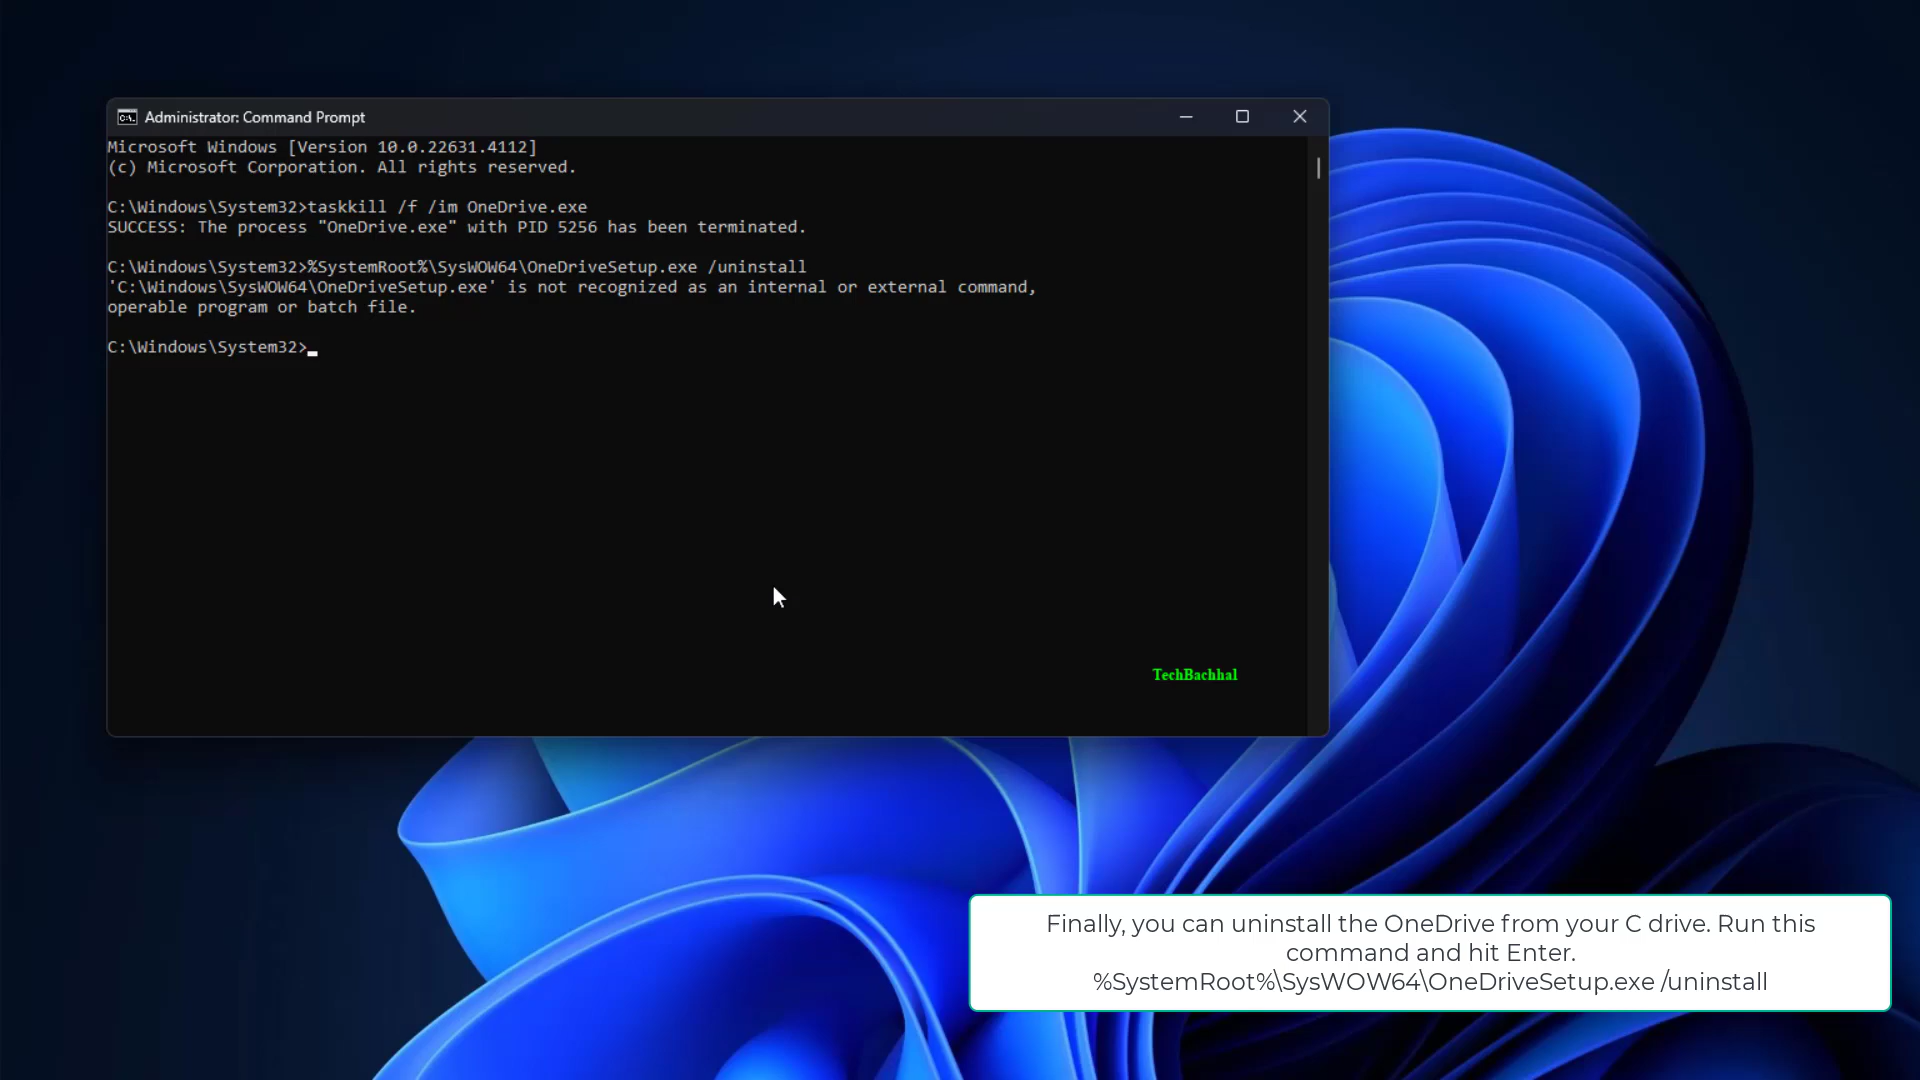 Administrator: Command Prompt
Microsoft Windows [Version 10.0.22631.4112]
(c) Microsoft Corporation. All rights reserved.
C:\Windows\System32>taskkill /f /im OneDrive.exe
SUCCESS: The process "OneDrive.exe" with PID 5256 has been terminated.
C:\Windows\System32>%SystemRoot%\SysWOW64\OneDriveSetup.exe /uninstall
'C:\Windows\SysWOW64\OneDriveSetup.exe' is not recognized as an internal or external command,
operable program or batch file.
C:\Windows\System32>
TechBachhal
Finally, you can uninstall the OneDrive from your C drive. Run this
command and hit Enter.
%SystemRoot%\SysWOW64\OneDriveSetup.exe /uninstall